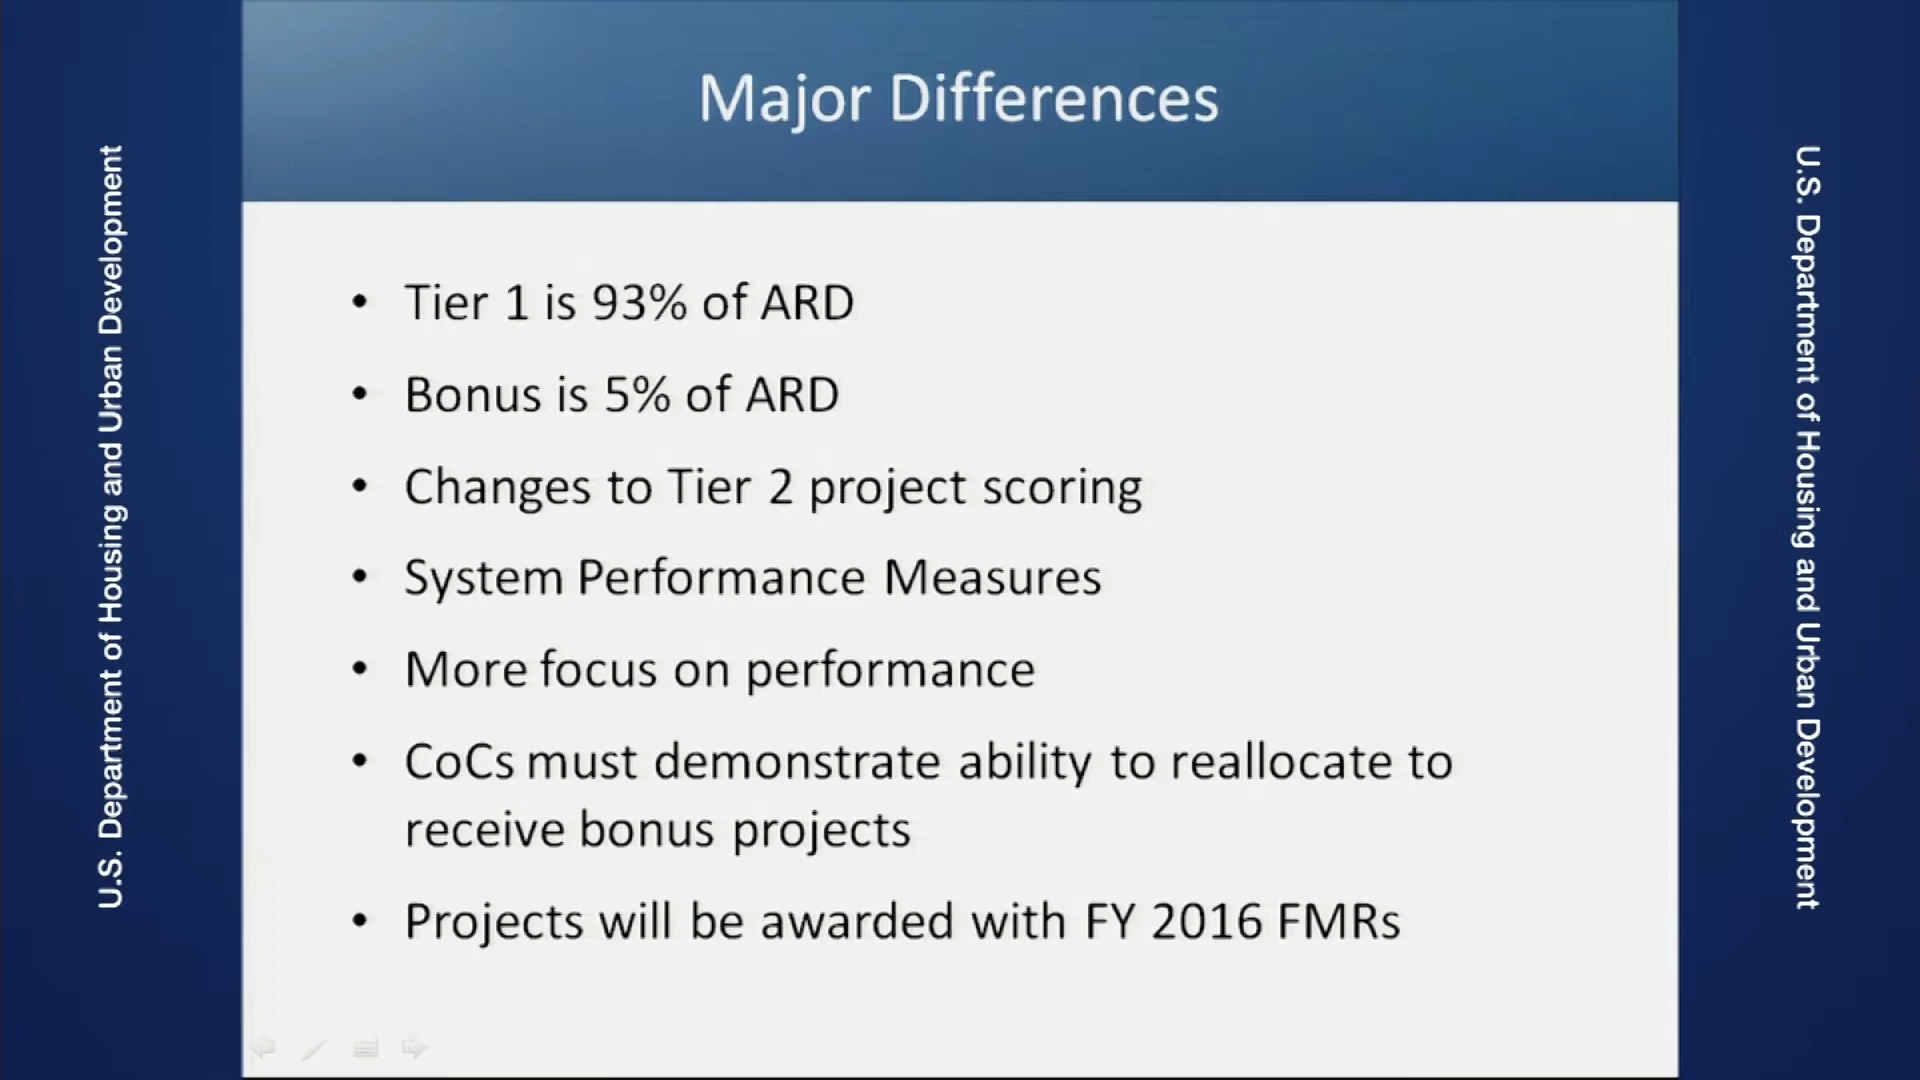 Major Differences
U.S. Department of Housing and Urban Development
• Tier 1 is 93% of ARD
• Bonus is 5% of ARD
• Changes to Tier 2 project scoring
• System Performance Measures
• More focus on performance
• CoCs must demonstrate ability to reallocate to
receive bonus projects
• Projects will be awarded with FY 2016 FMRs
U.S. Department of Housing and Urban Development